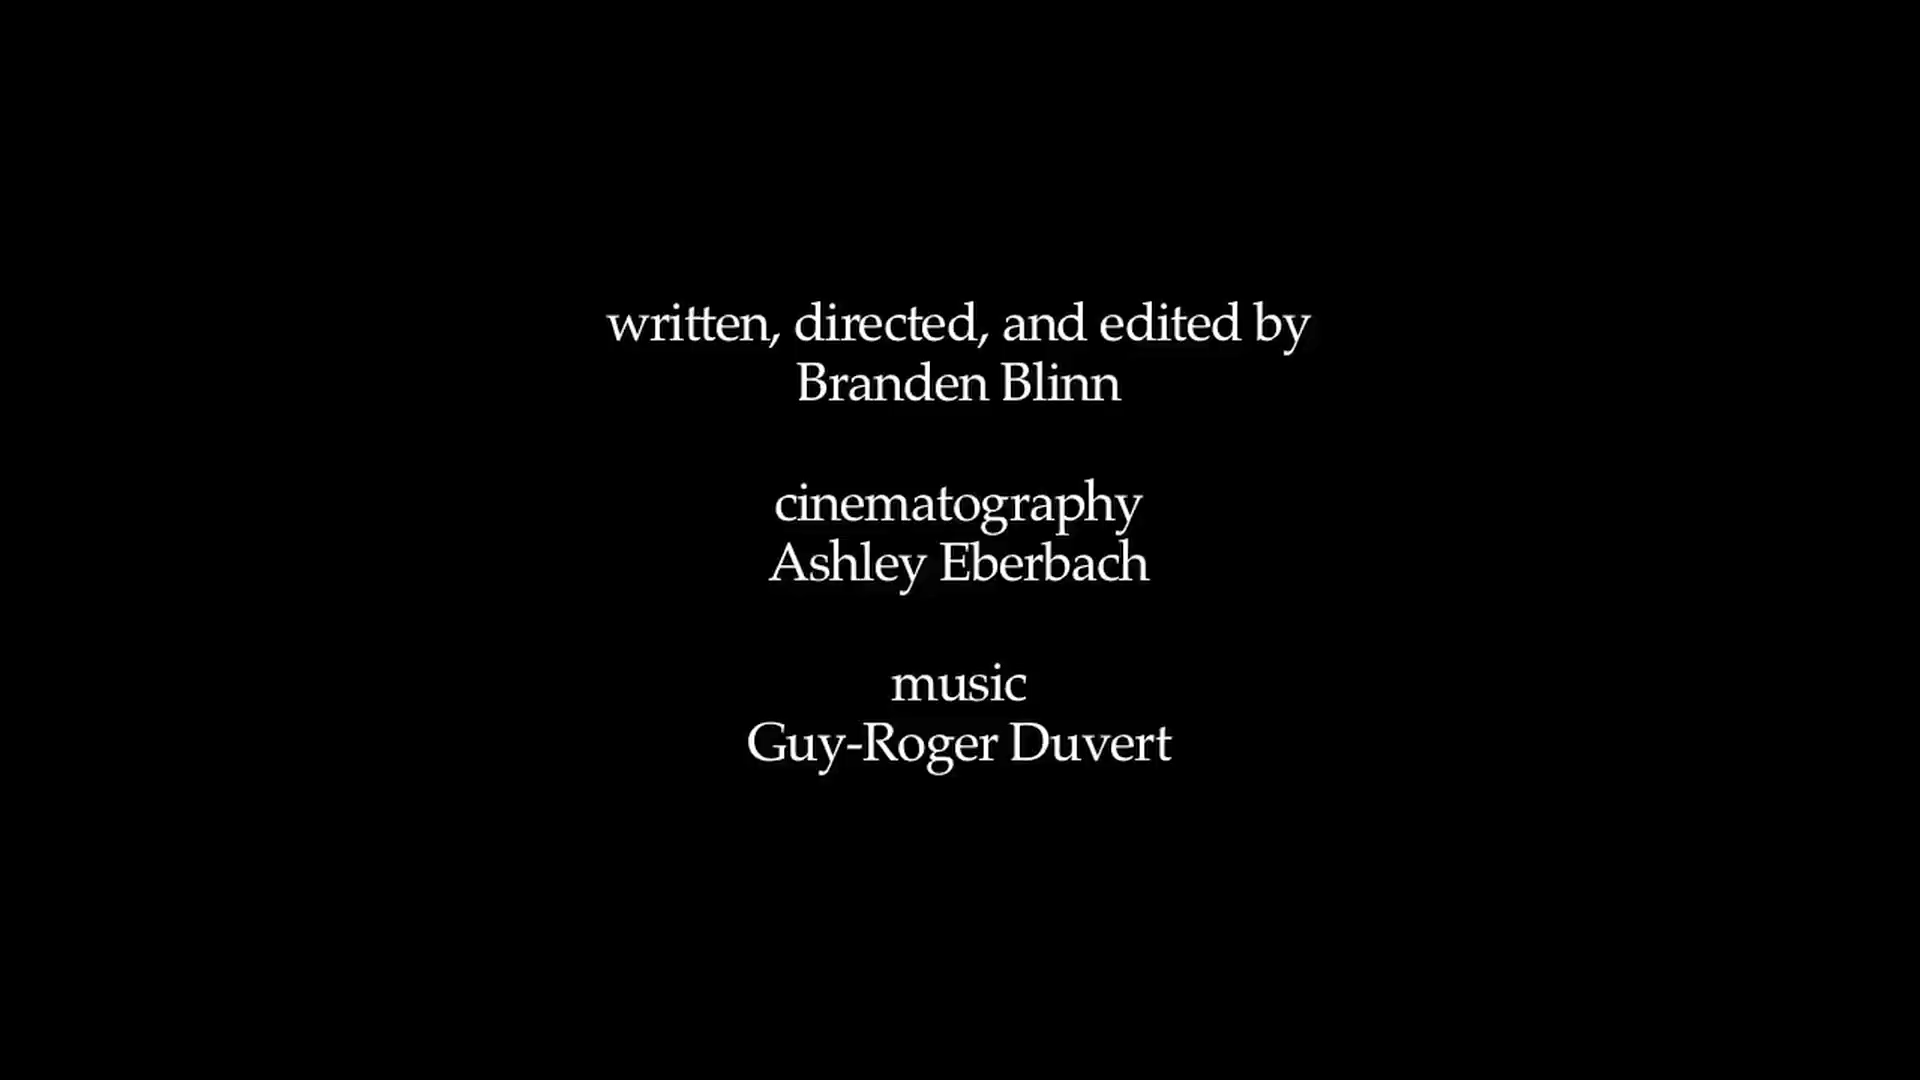 written, directed, and edited by
Branden Blinn
cinematography
Ashley Eberbach
music
Guy-Roger Duvert